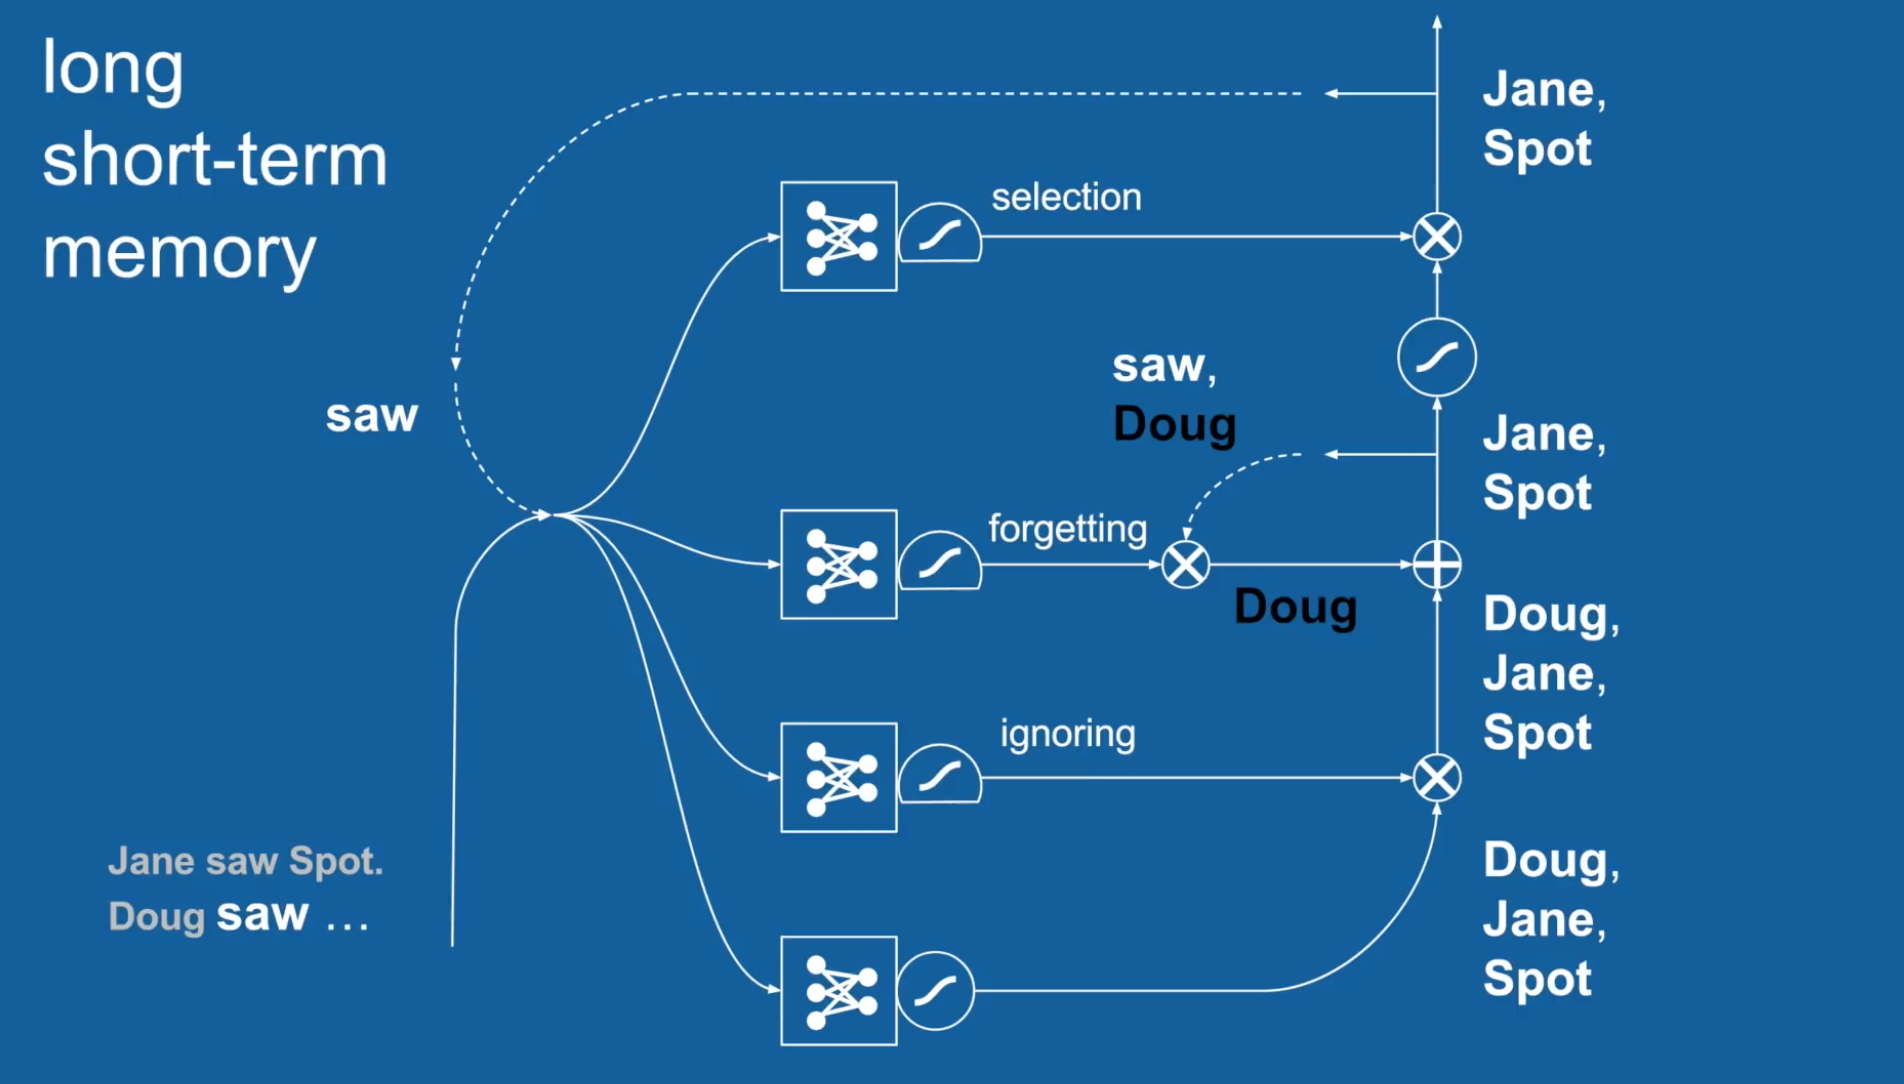 long
short-term
memory
Jane,
Spot
selection
saw,
Doug
saw
Jane,
Spot
forgetting
Doug
Doug,
Jane,
Spot
ignoring
Jane saw Spot.
Doug saw ...
Doug,
Jane,
Spot